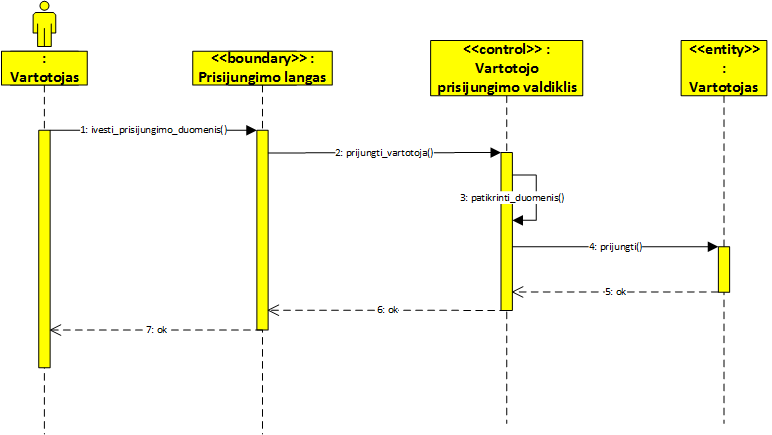 :
Vartotojas
<<boundary>> :
Prisijungimo langas
<<control>> :
Vartotojo
prisijungimo valdiklis
<<entity>>
:
Vartotojas
1: ivesti_prisijungimo_duomenis()
2: prijungti_vartotoja()
3: patikrinti_duomenis()
4: prijungti()
5: ok
6: ok
7: ok